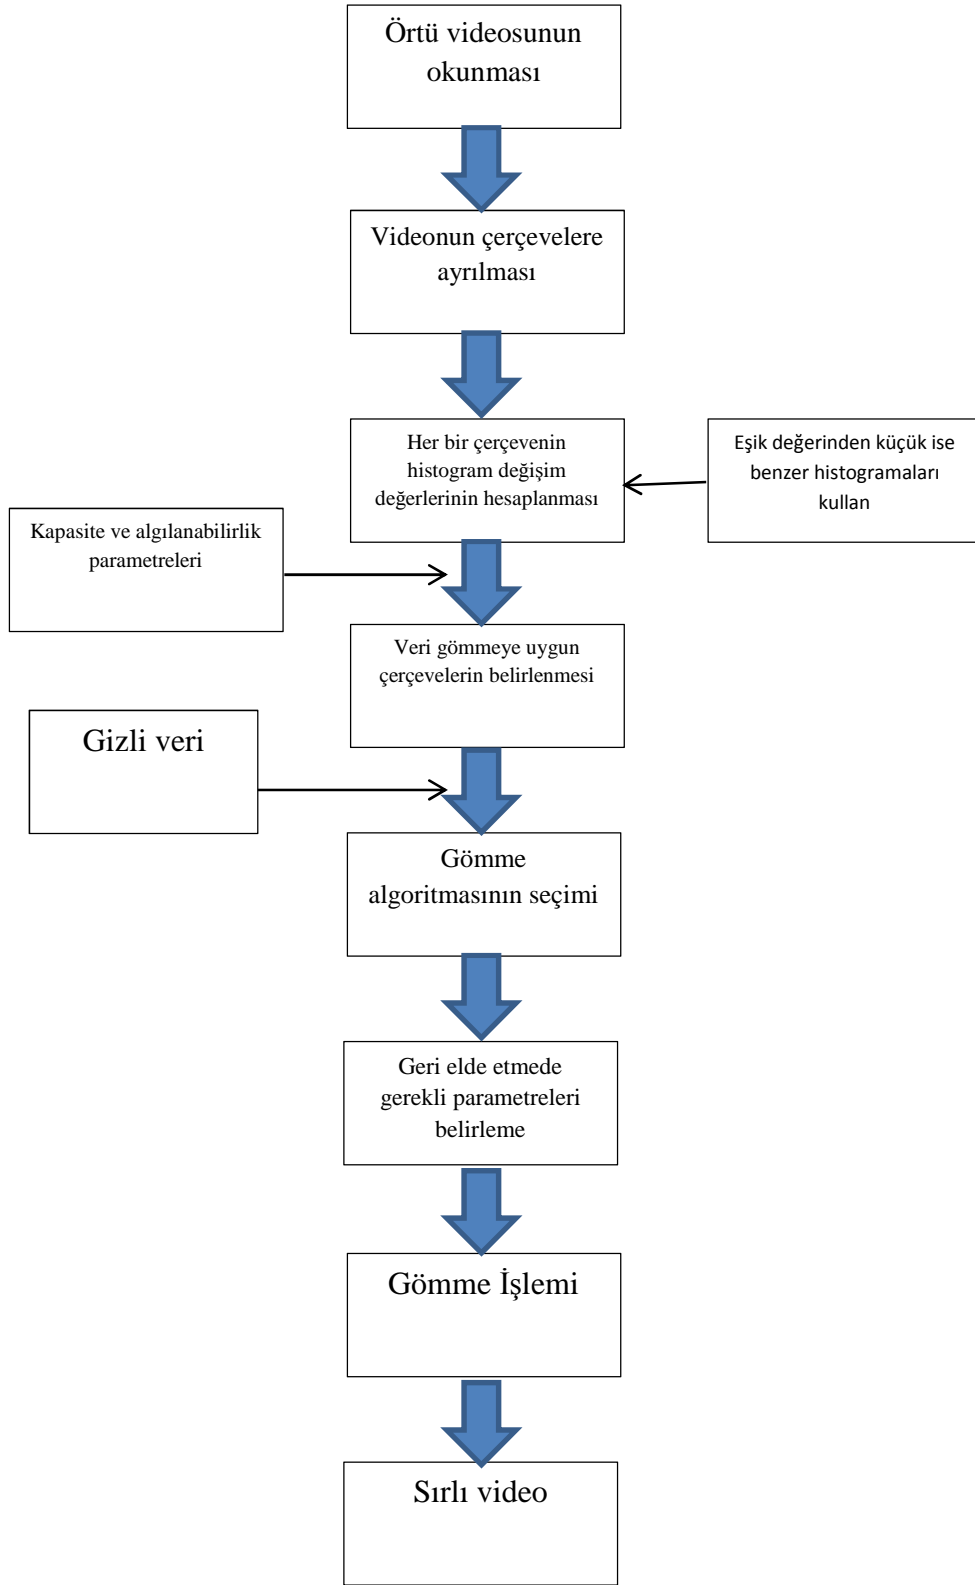 Örtü videosunun
okunması
Videonun çerçevelere
ayrılması
Her bir çerçevenin
histogram değişim
değerlerinin hesaplanması
Eşik değerinden küçük ise
benzer histogramaları
kullan
Kapasite ve algılanabilirlik
parametreleri
Veri gömmeye uygun
çerçevelerin belirlenmesi
Gizli veri
Gömme
algoritmasının seçimi
Geri elde etmede
gerekli parametreleri
belirleme
Gömme İşlemi
Sırlı video